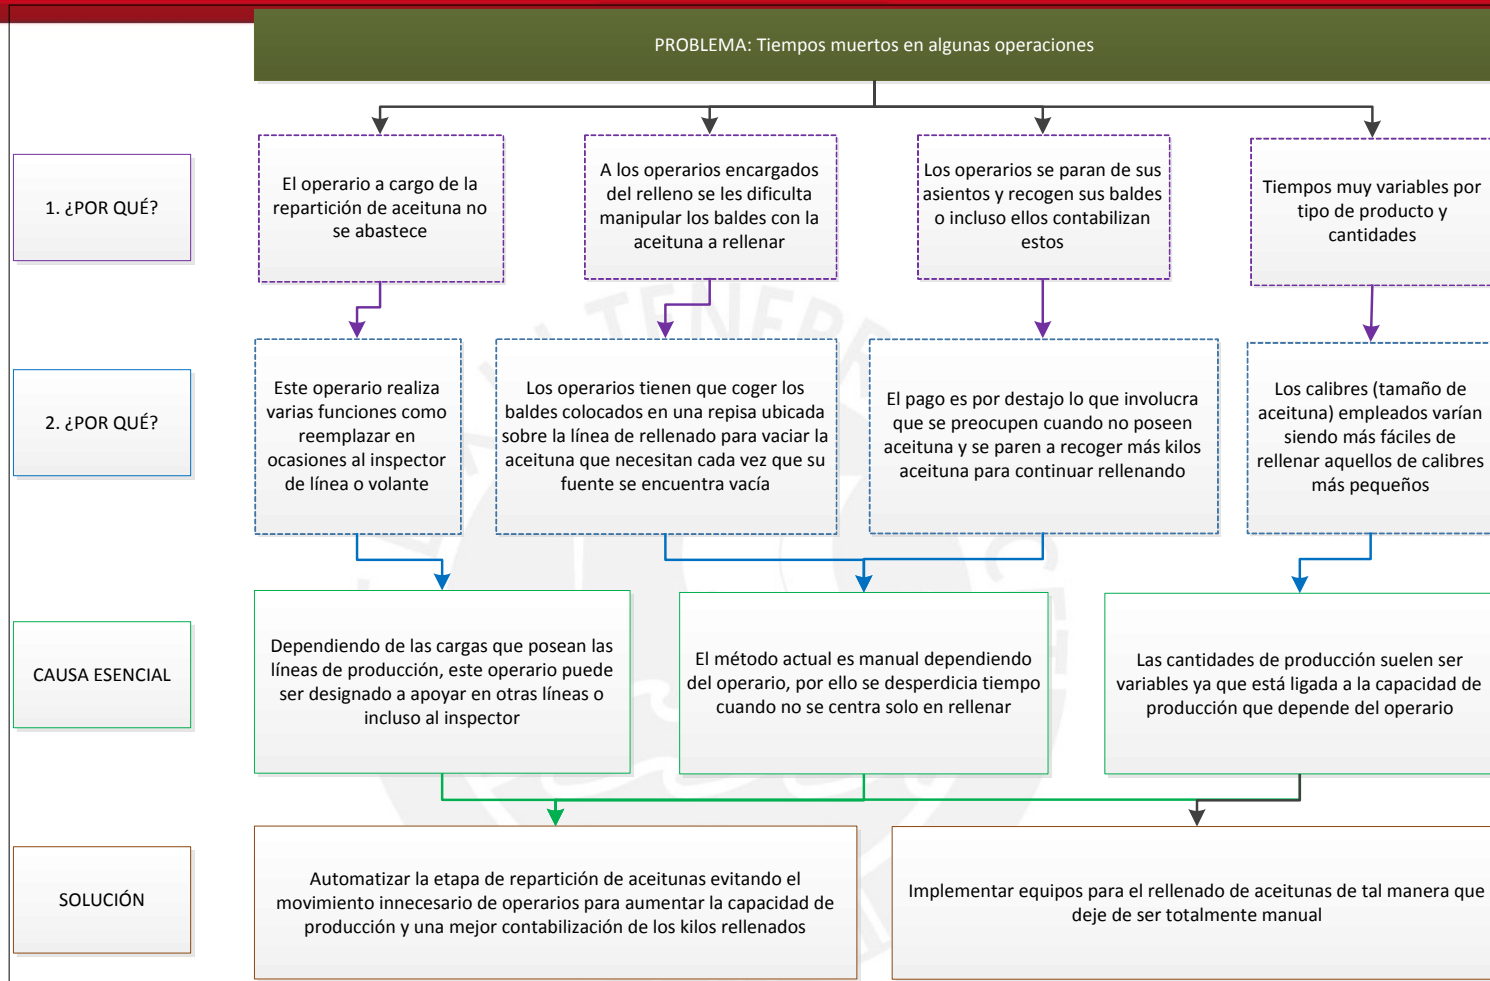 PROBLEMA: Tiempos muertos en algunas operaciones
1. ¿POR QUÉ?
El operario a cargo de la
repartición de aceituna no
se abastece
A los operarios encargados
del relleno se les dificulta
manipular los baldes con la
aceituna a rellenar
Los operarios se paran de sus
asientos y recogen sus baldes
o incluso ellos contabilizan
estos
Tiempos muy variables por
tipo de producto y
cantidades
2. ¿POR QUÉ?
Este operario realiza
varias funciones como
reemplazar en
ocasiones al inspector
de línea o volante
Los operarios tienen que coger los
baldes colocados en una repisa ubicada
sobre la línea de rellenado para vaciar la
aceituna que necesitan cada vez que su
fuente se encuentra vacía
El pago es por destajo lo que involucra
que se preocupen cuando no poseen
aceituna y se paren a recoger más kilos
aceituna para continuar rellenando
Los calibres (tamaño de
aceituna) empleados varían
siendo más fáciles de
rellenar aquellos de calibres
más pequeños
CAUSA ESENCIAL
Dependiendo de las cargas que posean las
líneas de producción, este operario puede
ser designado a apoyar en otras líneas o
incluso al inspector
El método actual es manual dependiendo
del operario, por ello se desperdicia tiempo
cuando no se centra solo en rellenar
Las cantidades de producción suelen ser
variables ya que está ligada a la capacidad de
producción que depende del operario
SOLUCIÓN
Automatizar la etapa de repartición de aceitunas evitando el
movimiento innecesario de operarios para aumentar la capacidad de
producción y una mejor contabilización de los kilos rellenados
Implementar equipos para el rellenado de aceitunas de tal manera que
deje de ser totalmente manual